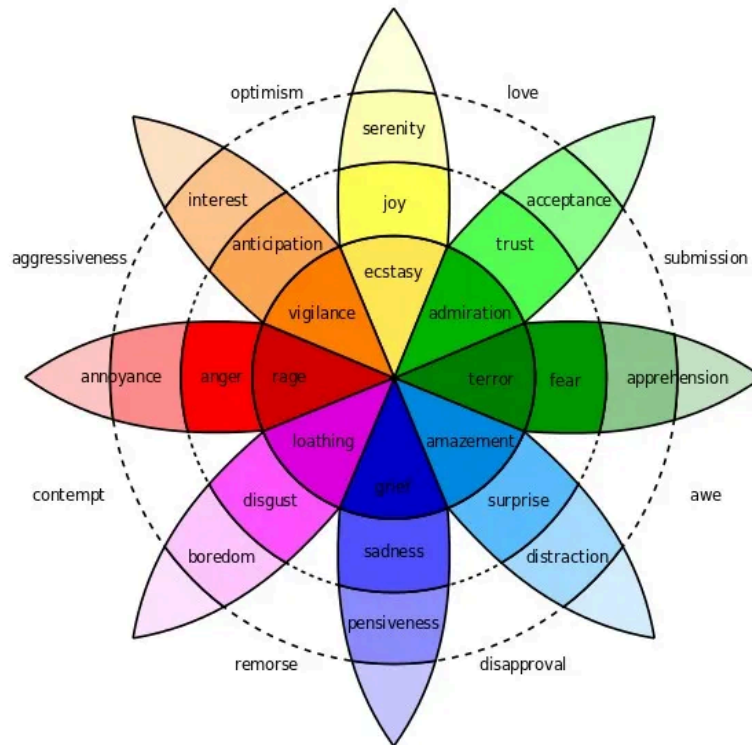 optimism
love
serenity
interest
acceptance
joy
anticipation
trust
aggressiveness
submission
ecstasy
vigilance
admiration
annoyance
anger
rage
terror
fear
apprehension
loathing
amazement
grief
contempt
disgust
surprise
awe
sadness
boredom
distraction
pensiveness
remorse
disapproval